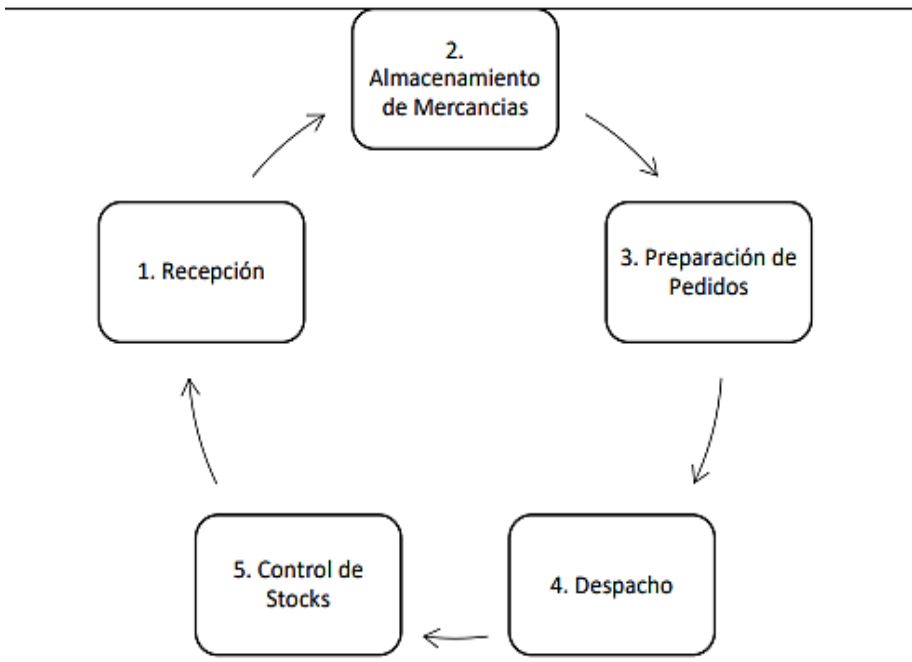 2.
Almacenamiento
de Mercancias
1. Recepción
3. Preparación de
Pedidos
5. Control de
Stocks
4. Despacho